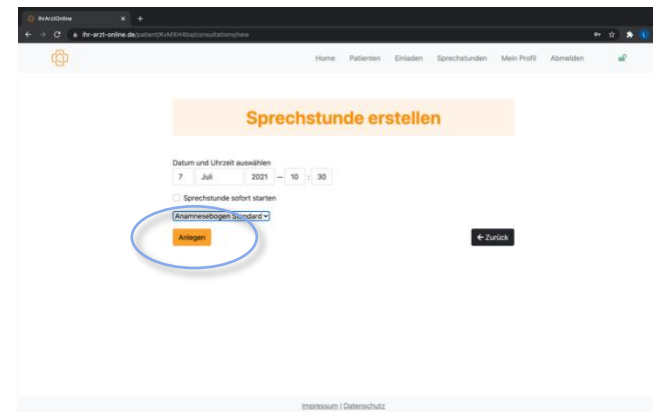 IhrArztOnline
ihr-arzt-online.de/patient/KvMXH4ba/consultations/new
Home Patienten Einladen Sprechstunden Mein Profil Abmelden
Sprechstunde erstellen
Datum und Uhrzeit auswählen
7 Juli 2021 — 10 : 30
Sprechstunde sofort starten
Anamnesebogen Standard
Anlegen
← Zurück
Impressum | Datenschutz